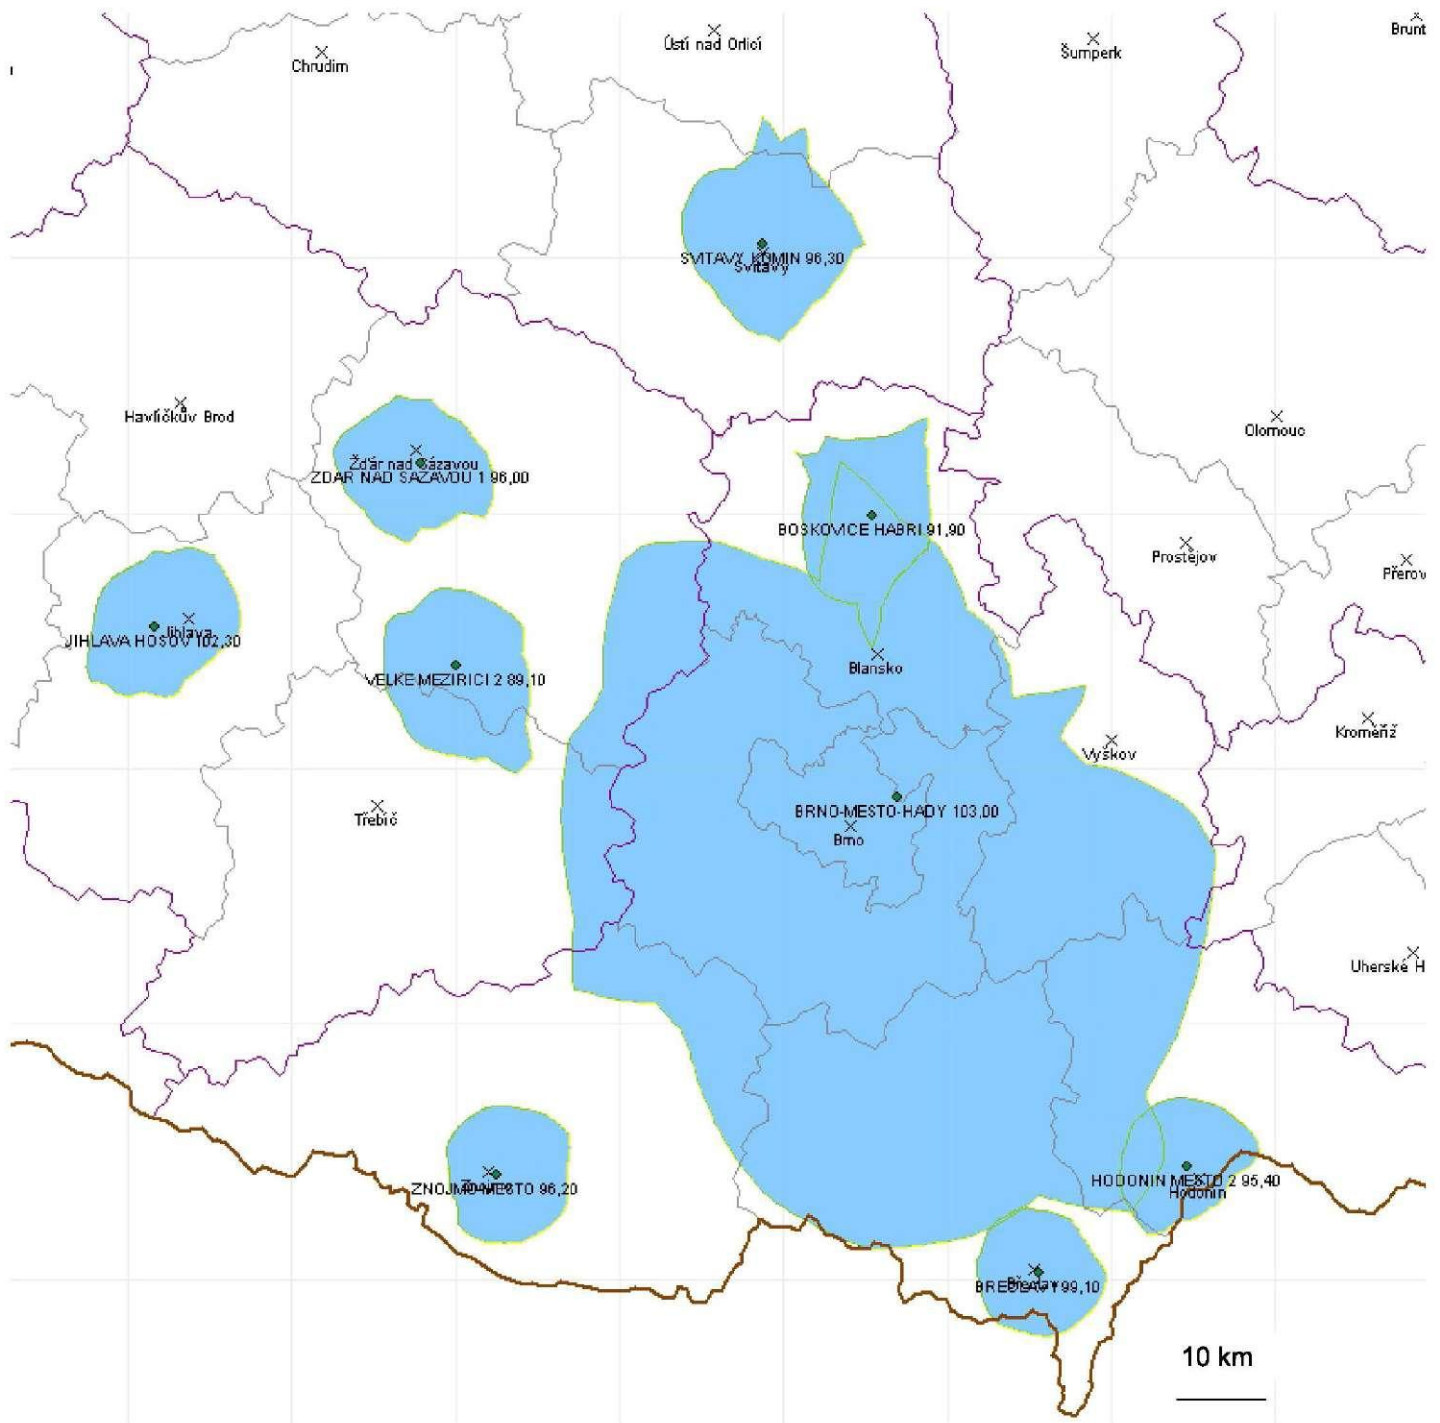 Brunt
Ústí nad Orlicí
Šumperk
Chrudim
SVITAVY KOMIN 96,30
Svitavy
Havlíčkův Brod
Olomouc
Žďár nad Sázavou
ZDAR NAD SAZAVOU 1 96,00
BOSKOVICE HABRI 91,90
Prostějov
Přerov
Jihlava
JIHLAVA HOSOV 102,30
Blansko
VELKE MEZIRICI 2 89,10
Kroměříž
Vyškov
BRNO-MESTO-HADY 103,00
Třebíč
Brno
Uherské H
HODONIN MESTO 2 95,40
ZNOJMO-MESTO 96,20
Hodonín
BRECLAV 1 99,10
10 km